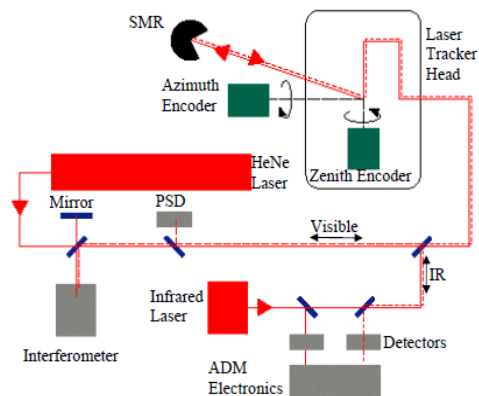 SMR
Laser
Tracker
Head
Azimuth
Encoder
Zenith Encoder
HeNe
Laser
Mirror
PSD
Visible
IR
Infrared
Laser
Interferometer
Detectors
ADM
Electronics